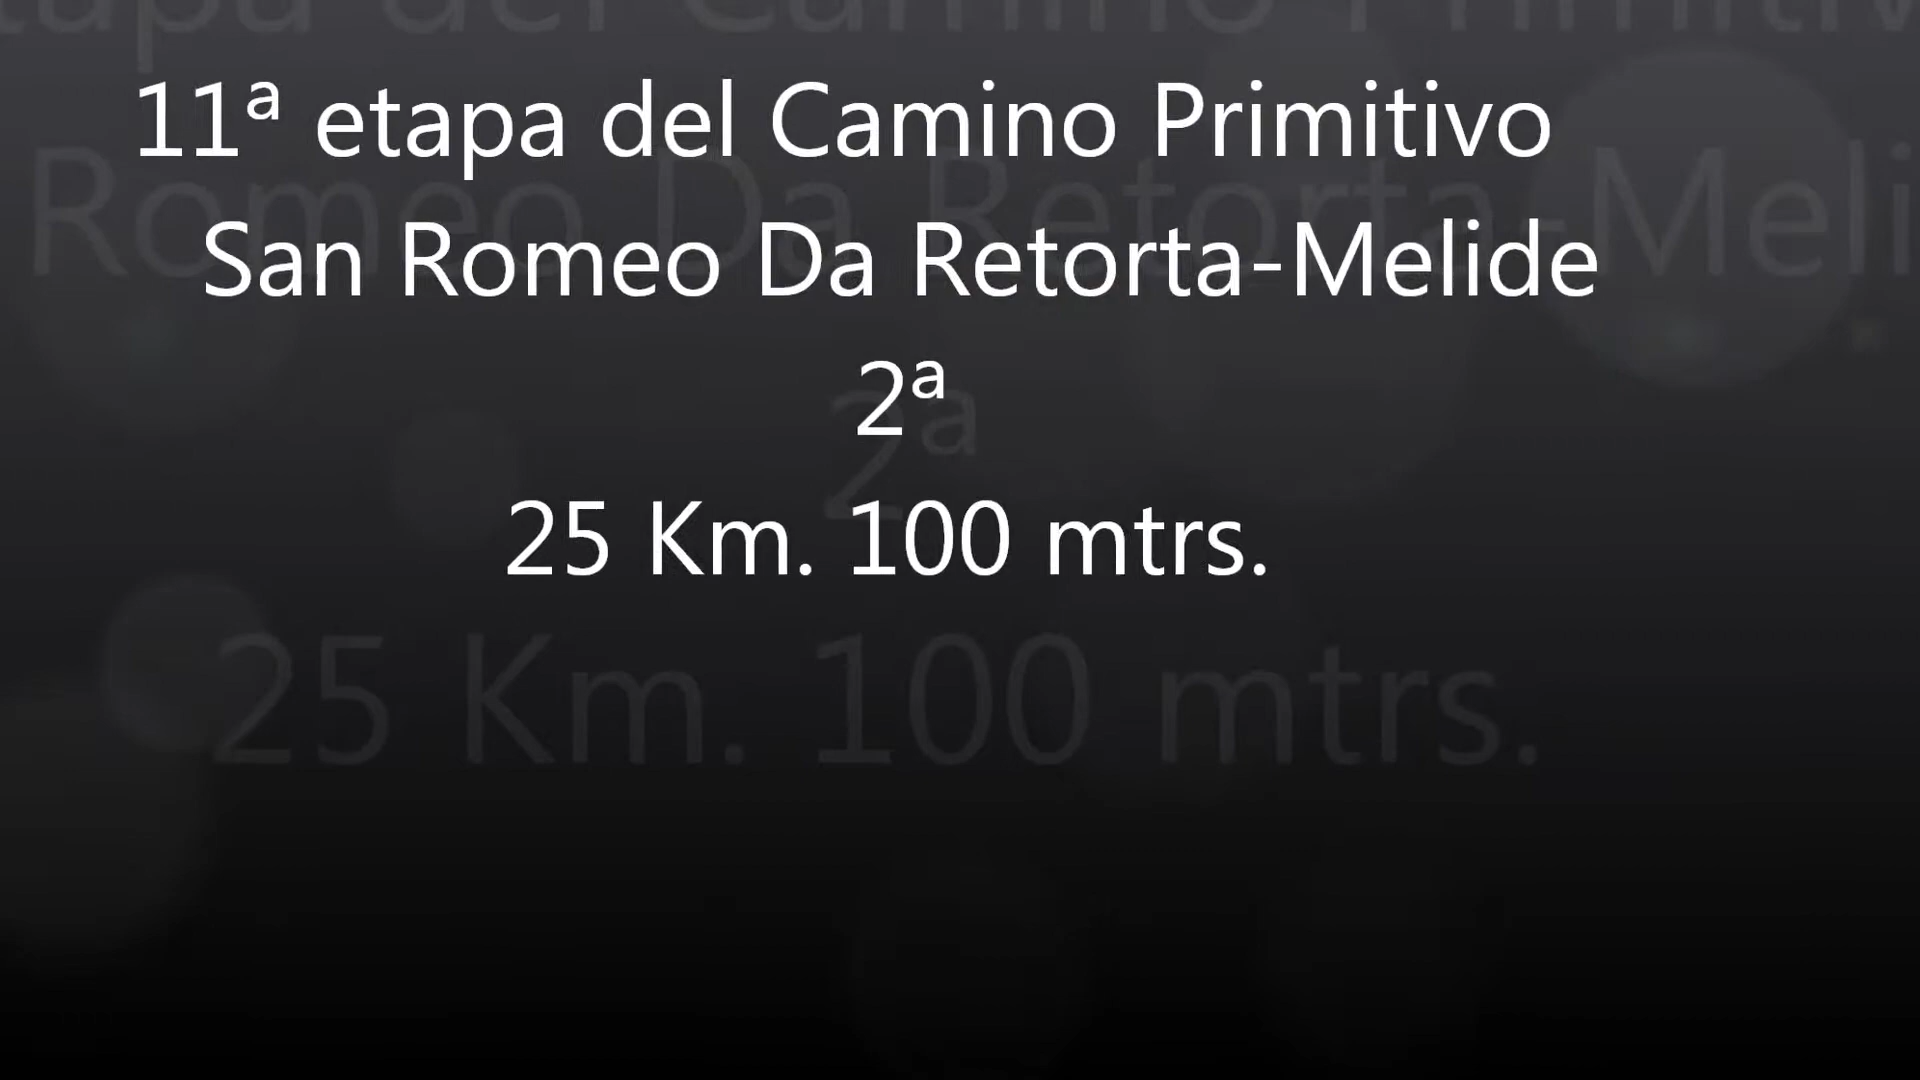 11ª etapa del Camino Primitivo
San Romeo Da Retorta-Melide
2ª
25 Km. 100 mtrs.